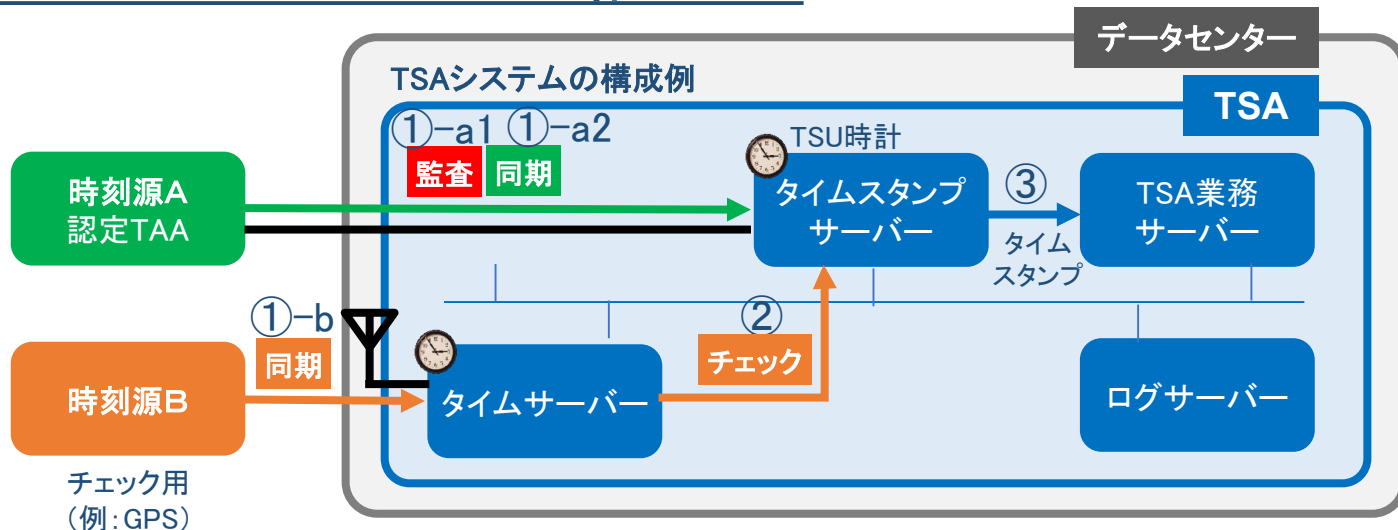 データセンター
TSAシステムの構成例
TSA
①-a1 ①-a2
監査 同期
TSU時計
時刻源A
認定TAA
タイムスタンプ
サーバー
③
タイム
スタンプ
TSA業務
サーバー
①-b
同期
②
チェック
時刻源B
タイムサーバー
ログサーバー
チェック用
（例：GPS）